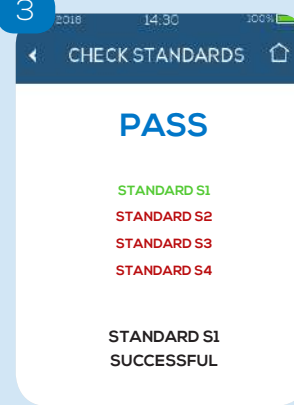 3
2018 14:30 100%
CHECK STANDARDS
PASS
STANDARD S1
STANDARD S2
STANDARD S3
STANDARD S4
STANDARD S1
SUCCESSFUL